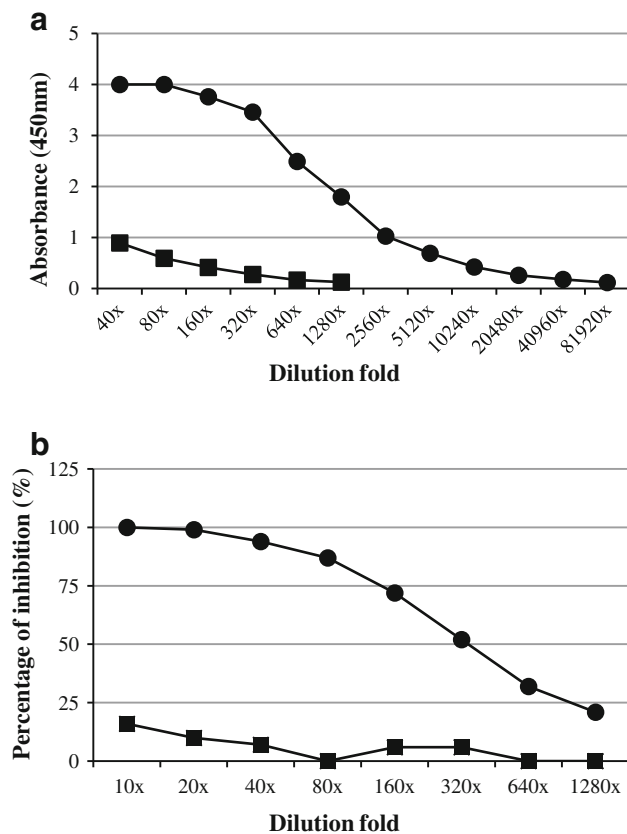 a
Absorbance (450nm)
5
4
3
2
1
0
40x 80x 160x 320x 640x 1280x 2560x 5120x 10240x 20480x 40960x 81920x
Dilution fold
b
Percentage of inhibition (%)
125
100
75
50
25
0
10x 20x 40x 80x 160x 320x 640x 1280x
Dilution fold